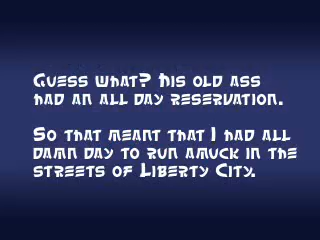 Guess what? His old ass
had an all day reservation.
So that meant that I had all
damn day to run amuck in the
streets of Liberty City.